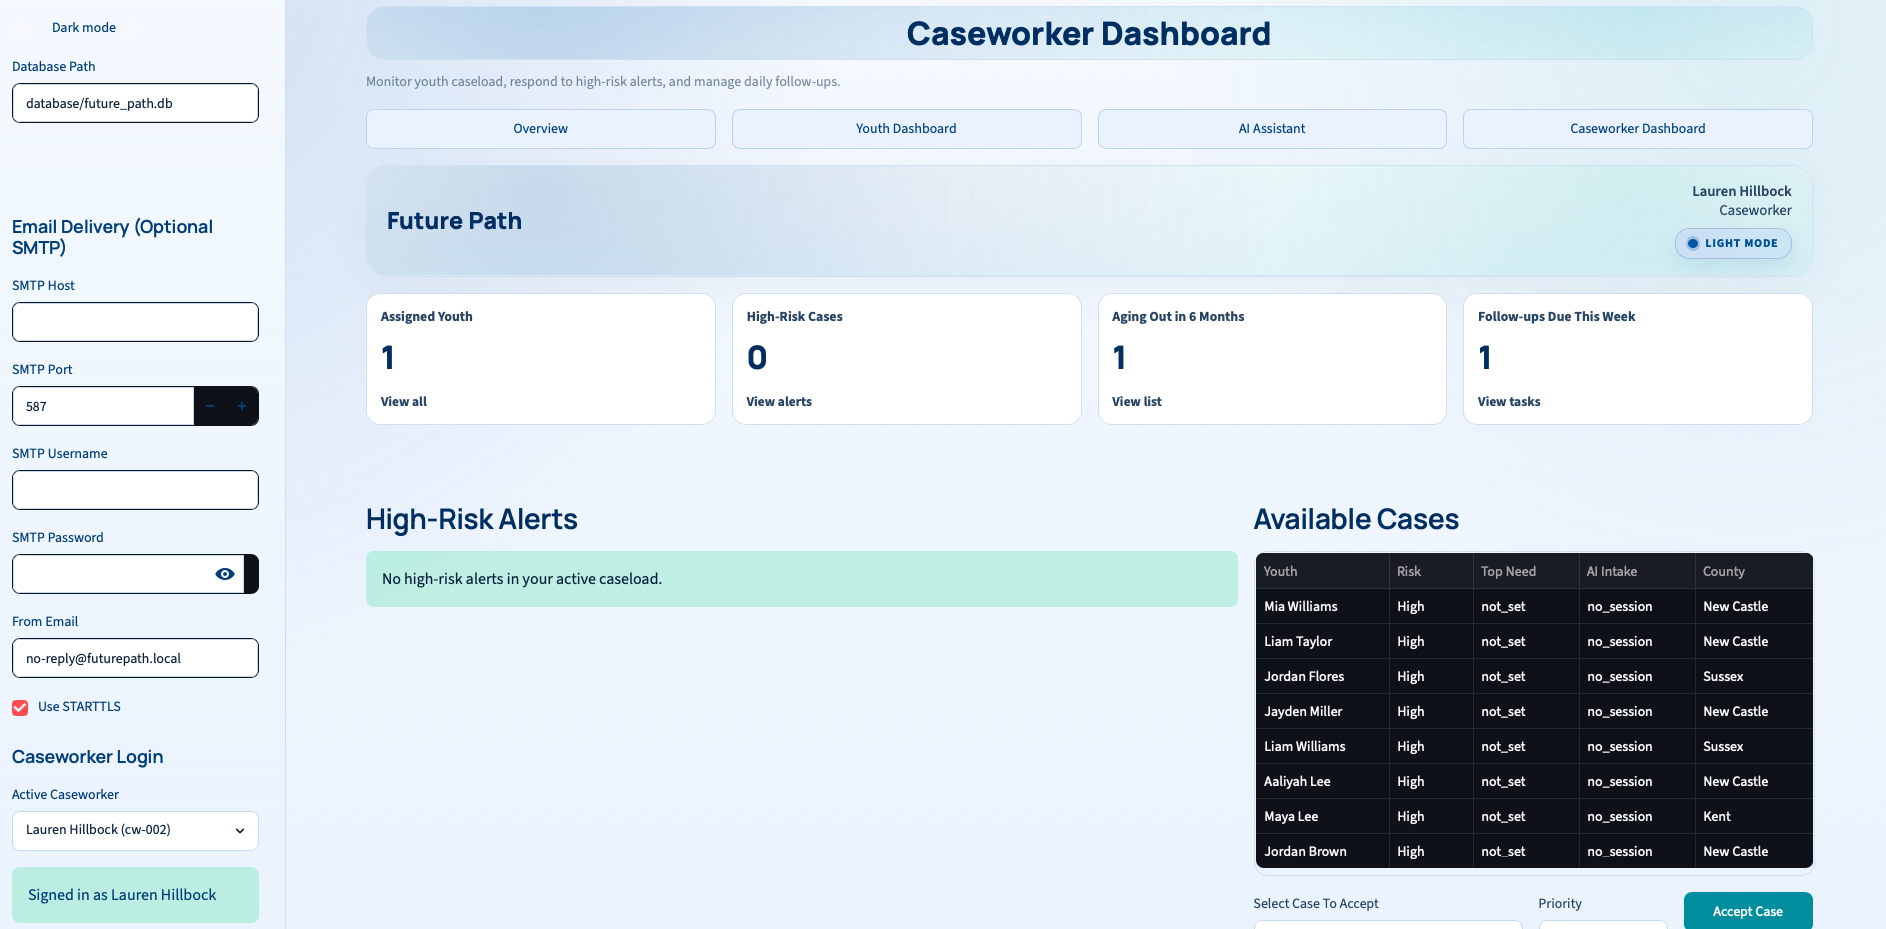 Dark mode
Database Path
database/future_path.db
Email Delivery (Optional
SMTP)
SMTP Host
SMTP Port
587
− +
SMTP Username
SMTP Password
From Email
no-reply@futurepath.local
Use STARTTLS
Caseworker Login
Active Caseworker
Lauren Hillbock (cw-002)
Signed in as Lauren Hillbock
Caseworker Dashboard
Monitor youth caseload, respond to high-risk alerts, and manage daily follow-ups.
Overview Youth Dashboard AI Assistant Caseworker Dashboard
Future Path
Lauren Hillbock
Caseworker
LIGHT MODE
Assigned Youth
1
View all
High-Risk Cases
0
View alerts
Aging Out in 6 Months
1
View list
Follow-ups Due This Week
1
View tasks
High-Risk Alerts
No high-risk alerts in your active caseload.
Available Cases
Youth Risk Top Need AI Intake County
Mia Williams High not_set no_session New Castle
Liam Taylor High not_set no_session New Castle
Jordan Flores High not_set no_session Sussex
Jayden Miller High not_set no_session New Castle
Liam Williams High not_set no_session Sussex
Aaliyah Lee High not_set no_session New Castle
Maya Lee High not_set no_session Kent
Jordan Brown High not_set no_session New Castle
Select Case To Accept
Priority
Accept Case